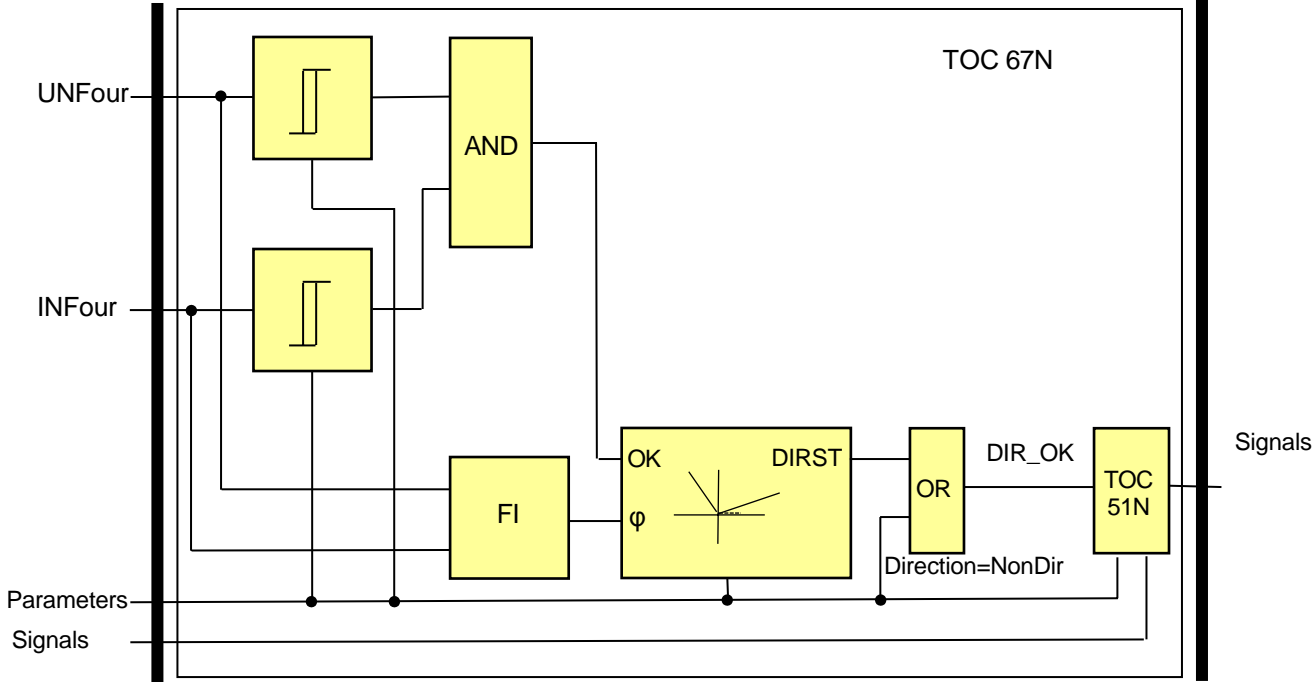 TOC 67N
UNFour
AND
INFour
OK
DIRST
DIR_OK
Signals
FI
φ
OR
TOC
51N
Direction=NonDir
Parameters
Signals